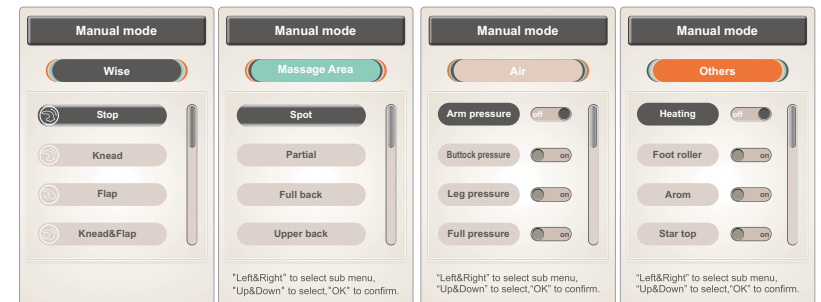 Manual mode
Wise
Stop
Knead
Flap
Knead&Flap
Manual mode
Massage Area
Spot
Partial
Full back
Upper back
"Left&Right" to select sub menu,
"Up&Down" to select,"OK" to confirm.
Manual mode
Air
Arm pressure off
Buttock pressure on
Leg pressure on
Full pressure on
“Left&Right” to select sub menu,
“Up&Down” to select,“OK” to confirm.
Manual mode
Others
Heating off
Foot roller on
Arom on
Star top on
“Left&Right” to select sub menu,
“Up&Down” to select,“OK” to confirm.